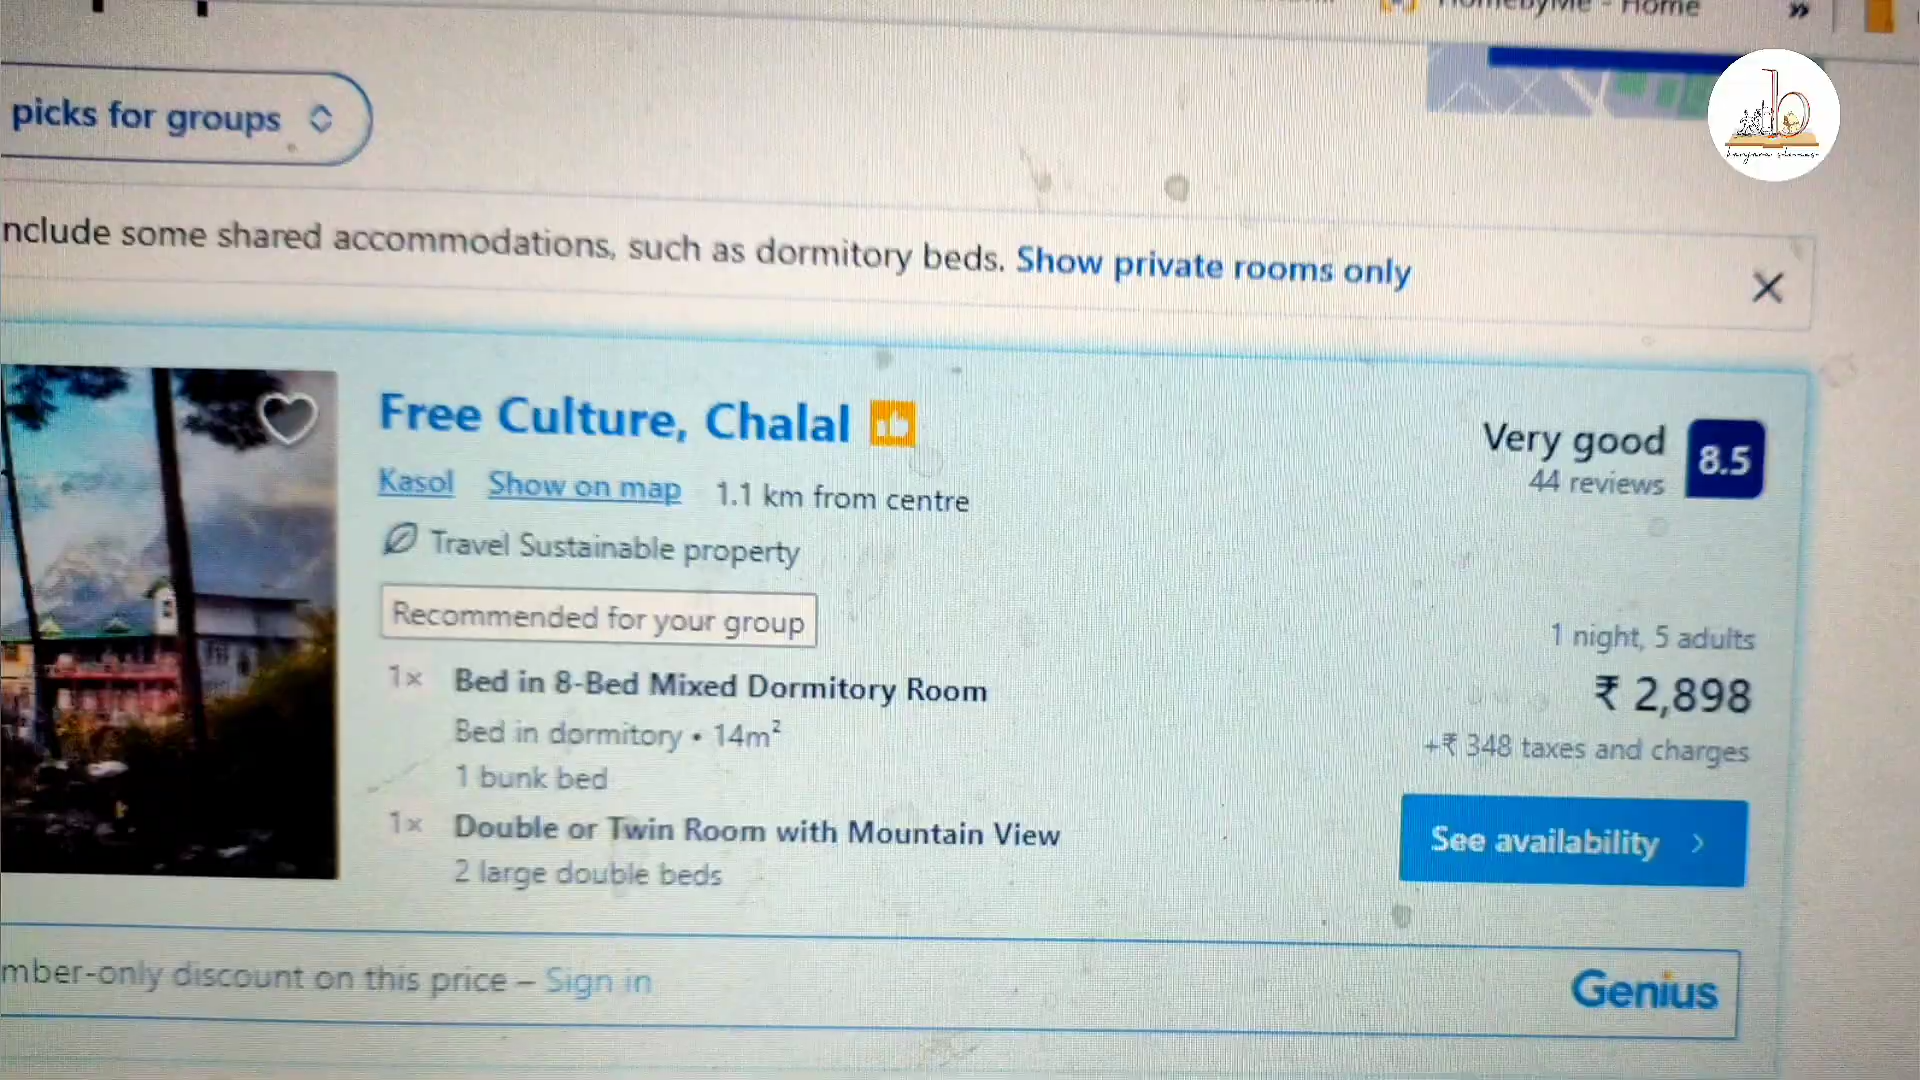 Home
»
picks for groups
nclude some shared accommodations, such as dormitory beds. Show private rooms only
Free Culture, Chalal
Kasol Show on map 1.1 km from centre
Travel Sustainable property
Recommended for your group
1× Bed in 8-Bed Mixed Dormitory Room
Bed in dormitory • 14m²
1 bunk bed
1× Double or Twin Room with Mountain View
2 large double beds
Very good 8.5
44 reviews
1 night, 5 adults
₹ 2,898
+₹ 348 taxes and charges
See availability
mber-only discount on this price – Sign in
Genius